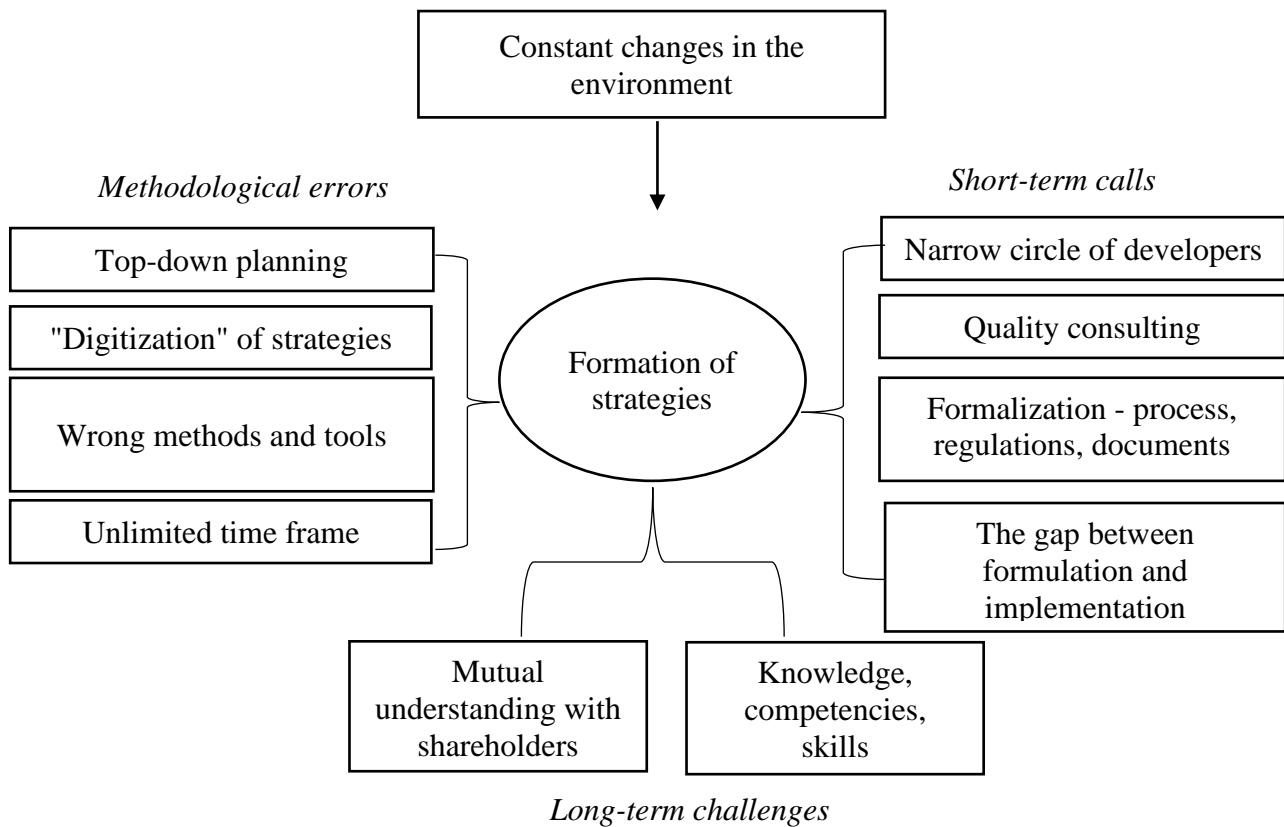 Constant changes in the
environment
Methodological errors
Short-term calls
Top-down planning
"Digitization" of strategies
Wrong methods and tools
Unlimited time frame
Formation of
strategies
Narrow circle of developers
Quality consulting
Formalization - process,
regulations, documents
The gap between
formulation and
implementation
Mutual
understanding with
shareholders
Knowledge,
competencies,
skills
Long-term challenges